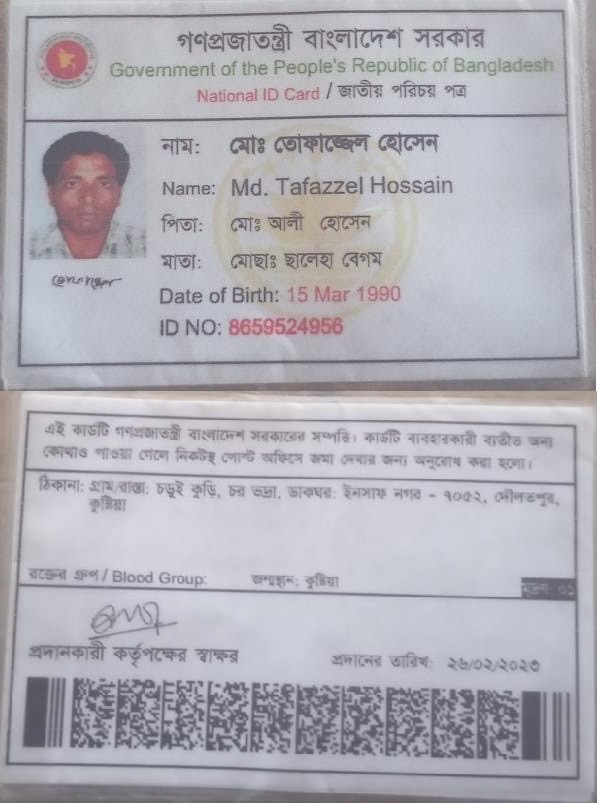 গণপ্রজাতন্ত্রী বাংলাদেশ সরকার
Government of the People's Republic of Bangladesh
National ID Card / জাতীয় পরিচয় পত্র
নাম: মোঃ তোফাজ্জেল হোসেন
Name: Md. Tafazzel Hossain
পিতা: মোঃ আলী হোসেন
মাতা: মোছাঃ ছালেহা বেগম
Date of Birth: 15 Mar 1990
ID NO: 8659524956
এই কার্ডটি গণপ্রজাতন্ত্রী বাংলাদেশ সরকারের সম্পত্তি। কার্ডটি ব্যবহারকারী ব্যতীত অন্য
কোথাও পাওয়া গেলে নিকটস্থ পোস্ট অফিসে জমা দেবার জন্য অনুরোধ করা হলো।
ঠিকানা: গ্রাম/রাস্তা: চড়ুই কুড়ি, চর ডাকঘর: ইনসাফ নগর - ৭০৫২, দৌলতপুর,
কুষ্টিয়া
রক্তের গ্রুপ / Blood Group: জন্মস্থান: কুষ্টিয়া
প্রদানকারী কর্তৃপক্ষের স্বাক্ষর প্রদানের তারিখ: ২৬/০২/২০২৩